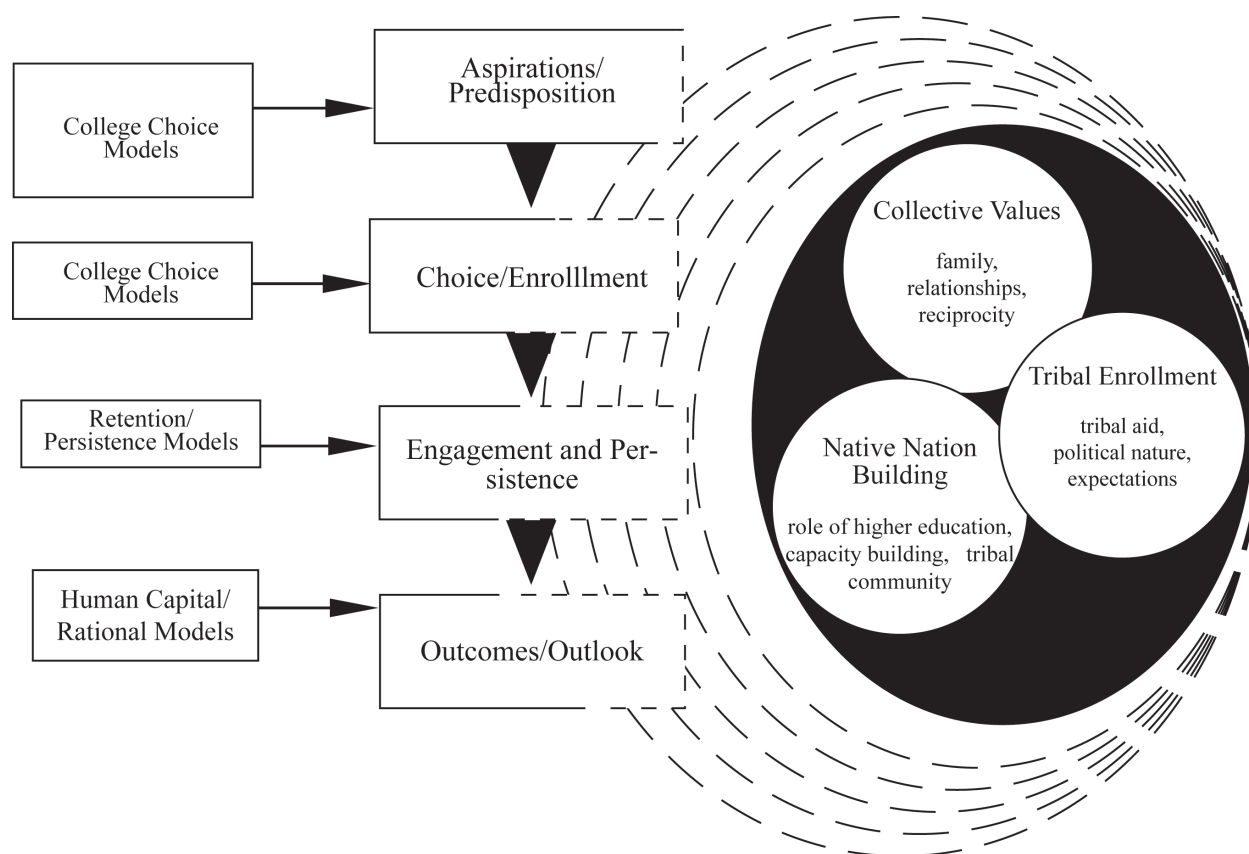 College Choice
Models
Aspirations/
Predisposition
College Choice
Models
Choice/Enrolllment
Retention/
Persistence Models
Engagement and Per-
sistence
Human Capital/
Rational Models
Outcomes/Outlook
Collective Values
family,
relationships,
reciprocity
Tribal Enrollment
tribal aid,
political nature,
expectations
Native Nation
Building
role of higher education,
capacity building, tribal
community